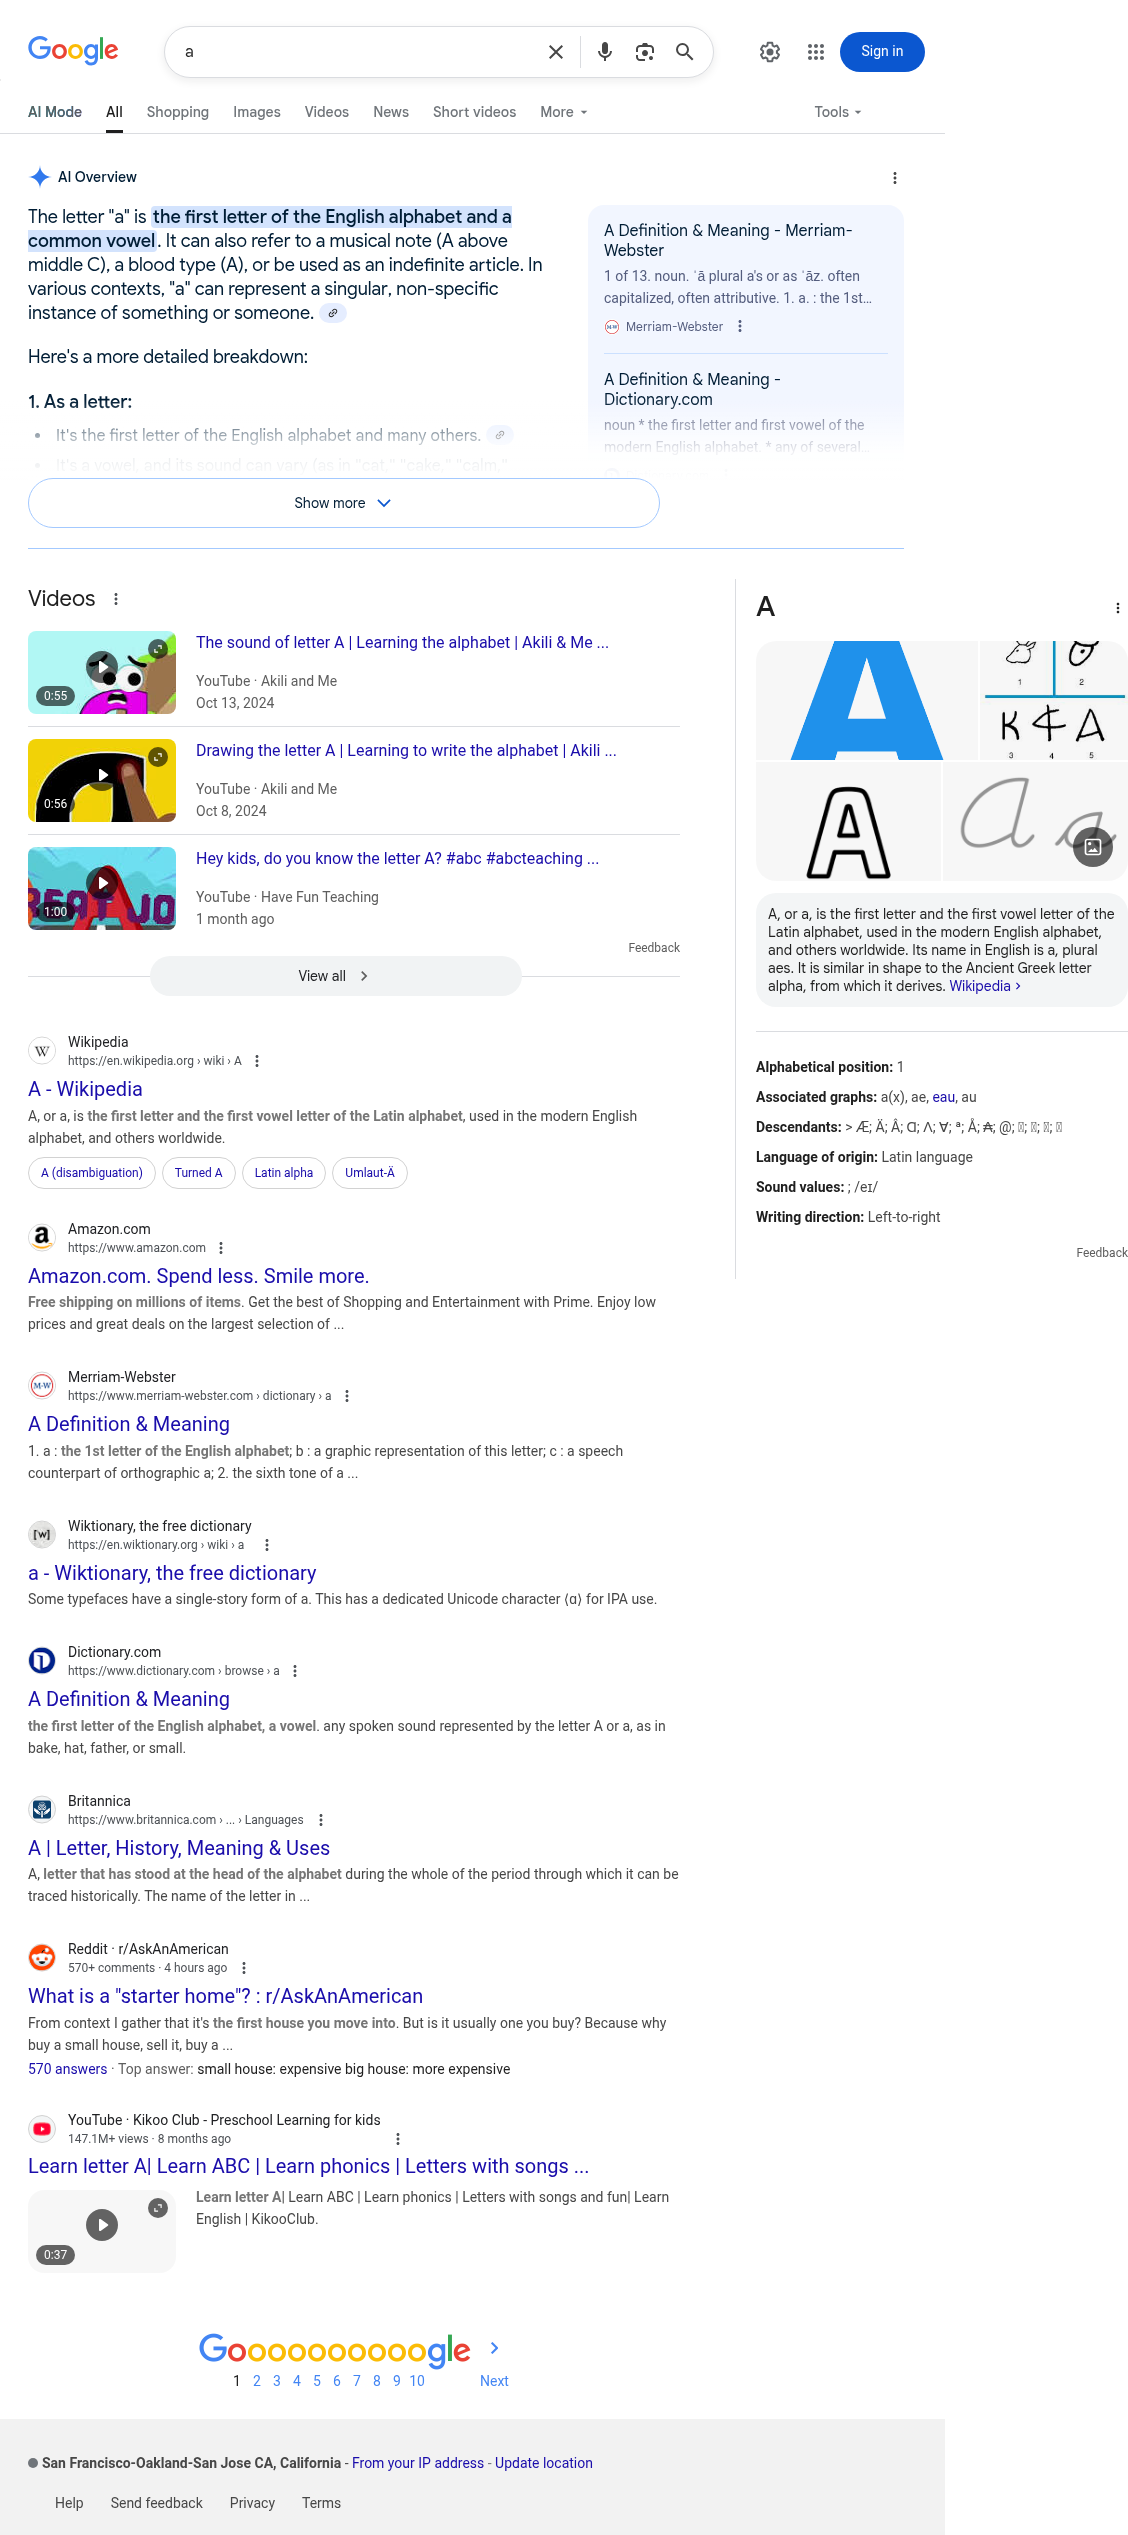 Google
a
Sign in
AI Mode All Shopping Images Videos News Short videos More Tools
AI Overview
The letter "a" is the first letter of the English alphabet and a
common vowel. It can also refer to a musical note (A above
middle C), a blood type (A), or be used as an indefinite article. In
various contexts, "a" can represent a singular, non-specific
instance of something or someone.
Here's a more detailed breakdown:
1. As a letter:
• It's the first letter of the English alphabet and many others.
• It's a vowel, and its sound can vary (as in "cat," "cake," "calm,"
A Definition & Meaning - Merriam-
Webster
1 of 13. noun. ˈā plural a's or as ˈāz. often
capitalized, often attributive. 1. a. : the 1st...
Merriam-Webster
A Definition & Meaning -
Dictionary.com
noun * the first letter and first vowel of the
modern English alphabet. * any of several...
Show more
Videos
0:55
The sound of letter A | Learning the alphabet | Akili & Me ...
YouTube · Akili and Me
Oct 13, 2024
0:56
Drawing the letter A | Learning to write the alphabet | Akili ...
YouTube · Akili and Me
Oct 8, 2024
1:00
Hey kids, do you know the letter A? #abc #abcteaching ...
YouTube · Have Fun Teaching
1 month ago
Feedback
View all
Wikipedia
https://en.wikipedia.org › wiki › A
A - Wikipedia
A, or a, is the first letter and the first vowel letter of the Latin alphabet, used in the modern English
alphabet, and others worldwide.
A (disambiguation) Turned A Latin alpha Umlaut-Ä
Amazon.com
https://www.amazon.com
Amazon.com. Spend less. Smile more.
Free shipping on millions of items. Get the best of Shopping and Entertainment with Prime. Enjoy low
prices and great deals on the largest selection of ...
Merriam-Webster
https://www.merriam-webster.com › dictionary › a
A Definition & Meaning
1. a : the 1st letter of the English alphabet; b : a graphic representation of this letter; c : a speech
counterpart of orthographic a; 2. the sixth tone of a ...
Wiktionary, the free dictionary
https://en.wiktionary.org › wiki › a
a - Wiktionary, the free dictionary
Some typefaces have a single-story form of a. This has a dedicated Unicode character ⟨ɑ⟩ for IPA use.
Dictionary.com
https://www.dictionary.com › browse › a
A Definition & Meaning
the first letter of the English alphabet, a vowel. any spoken sound represented by the letter A or a, as in
bake, hat, father, or small.
Britannica
https://www.britannica.com › ... › Languages
A | Letter, History, Meaning & Uses
A, letter that has stood at the head of the alphabet during the whole of the period through which it can be
traced historically. The name of the letter in ...
Reddit · r/AskAnAmerican
570+ comments · 4 hours ago
What is a "starter home"? : r/AskAnAmerican
From context I gather that it's the first house you move into. But is it usually one you buy? Because why
buy a small house, sell it, buy a ...
570 answers · Top answer: small house: expensive big house: more expensive
YouTube · Kikoo Club - Preschool Learning for kids
147.1M+ views · 8 months ago
Learn letter A| Learn ABC | Learn phonics | Letters with songs ...
0:37
Learn letter A| Learn ABC | Learn phonics | Letters with songs and fun| Learn
English | KikooClub.
A
A
1 2
3 4 5
A
A a
A, or a, is the first letter and the first vowel letter of the
Latin alphabet, used in the modern English alphabet,
and others worldwide. Its name in English is a, plural
aes. It is similar in shape to the Ancient Greek letter
alpha, from which it derives. Wikipedia ›
Alphabetical position: 1
Associated graphs: a(x), ae, eau, au
Descendants: > Æ; Ä; Â; Ɑ; Λ; Ɐ; ª; Å; ₳; @;
Language of origin: Latin language
Sound values: ; /eɪ/
Writing direction: Left-to-right
Feedback
Goooooooooogle
1 2 3 4 5 6 7 8 9 10 Next
San Francisco-Oakland-San Jose CA, California - From your IP address - Update location
Help Send feedback Privacy Terms